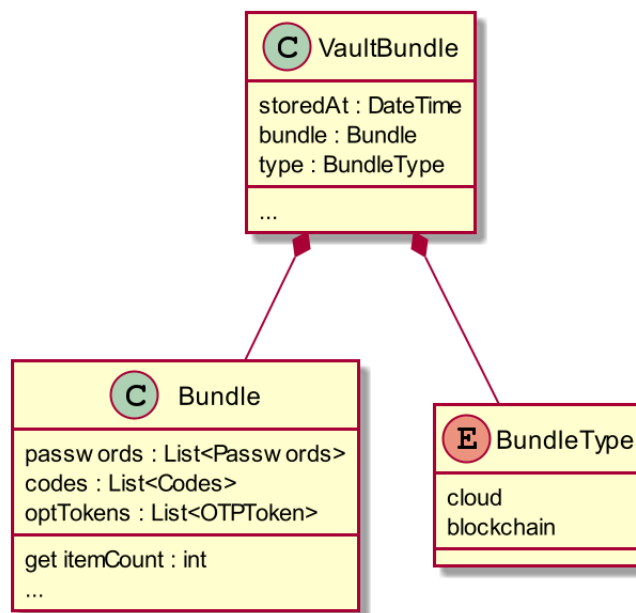 C VaultBundle
storedAt : DateTime
bundle : Bundle
type : BundleType
...
C Bundle
passw ords : List<Passw ords>
codes : List<Codes>
optTokens : List<OTPToken>
get itemCount : int
...
E BundleType
cloud
blockchain